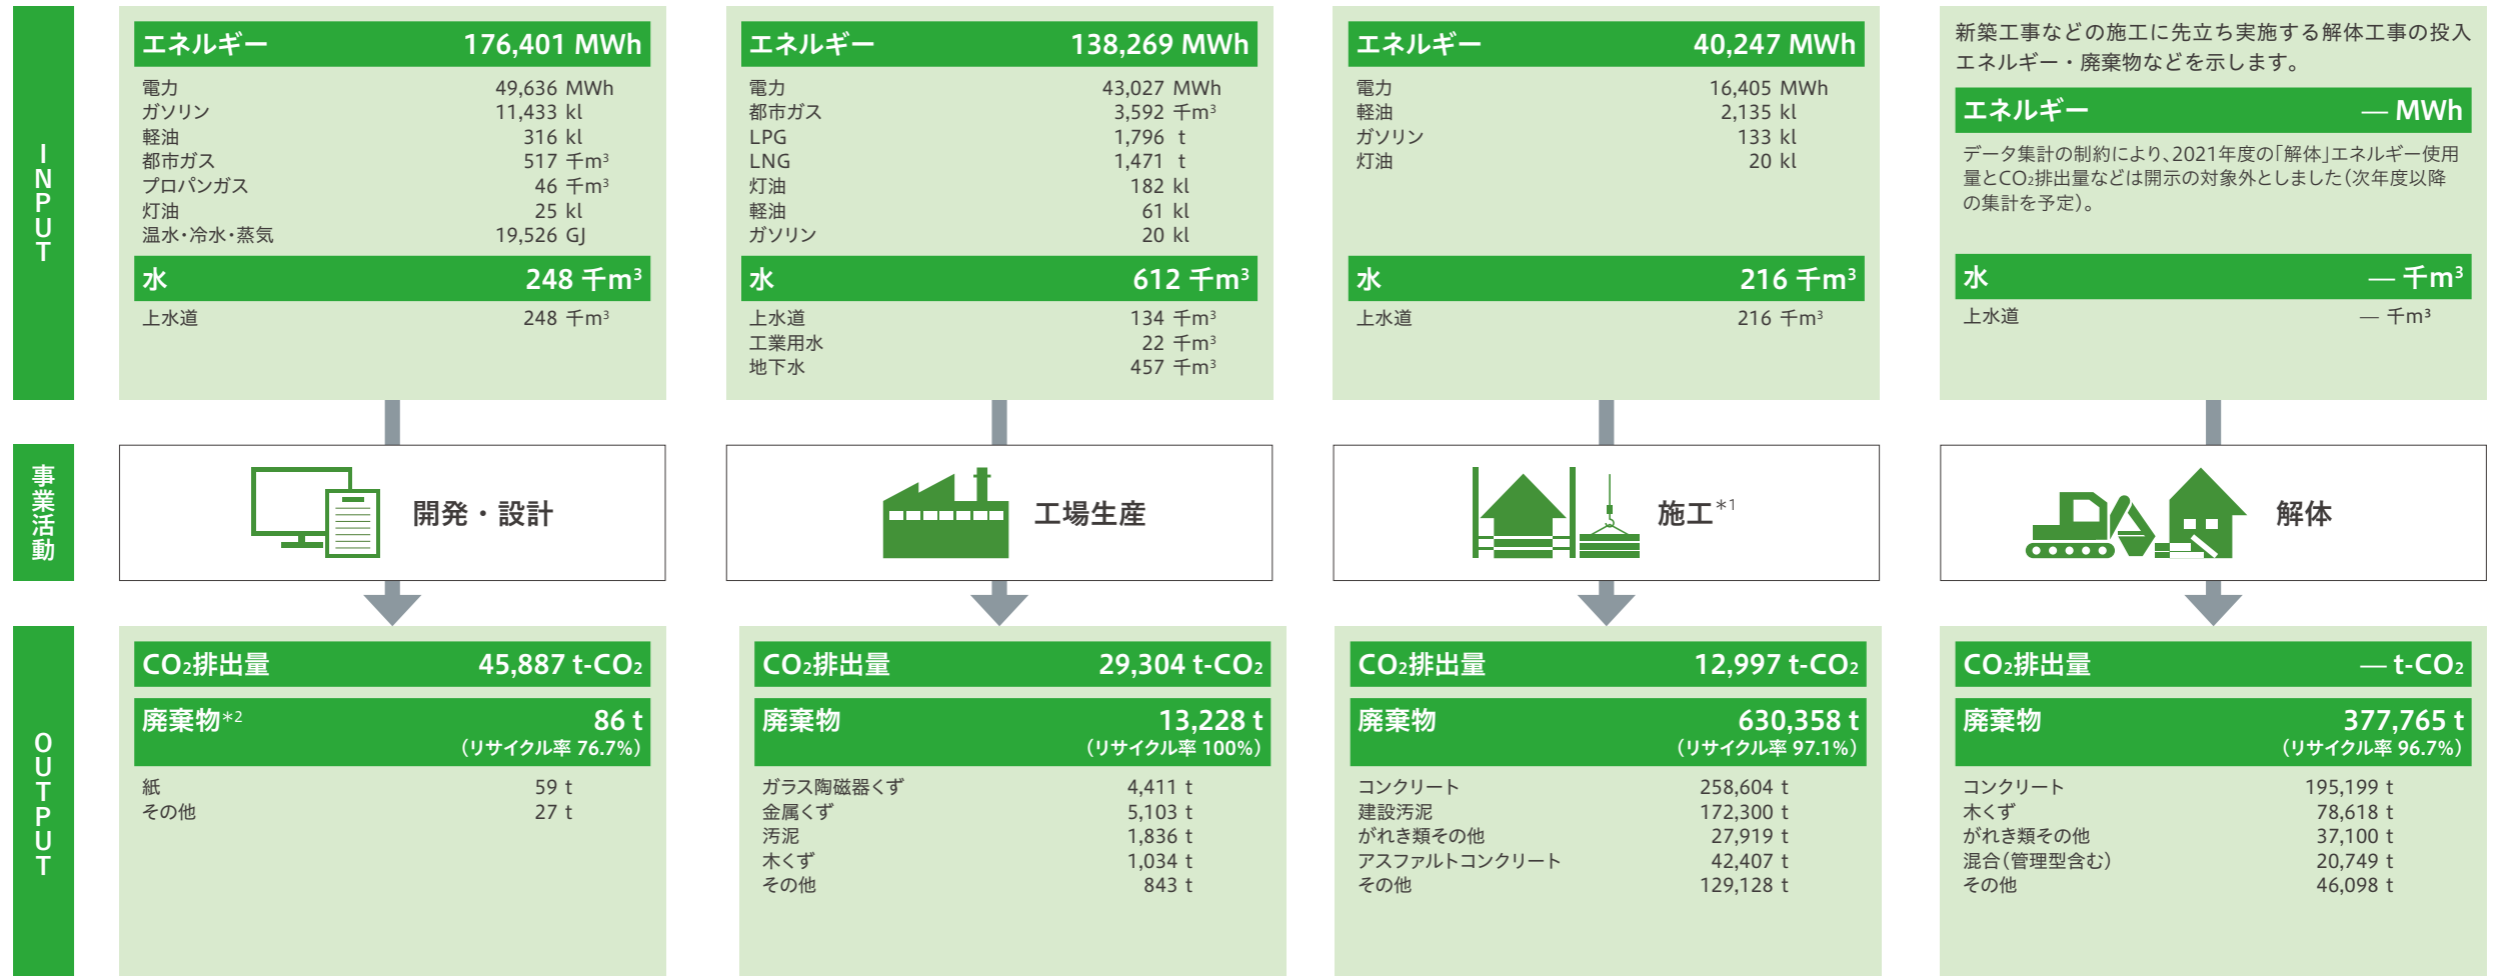 INPUT
エネルギー 176,401 MWh
電力 49,636 MWh
ガソリン 11,433 kl
軽油 316 kl
都市ガス 517 千m³
プロパンガス 46 千m³
灯油 25 kl
温水・冷水・蒸気 19,526 GJ
水 248 千m³
上水道 248 千m³
エネルギー 138,269 MWh
電力 43,027 MWh
都市ガス 3,592 千m³
LPG 1,796 t
LNG 1,471 t
灯油 182 kl
軽油 61 kl
ガソリン 20 kl
水 612 千m³
上水道 134 千m³
工業用水 22 千m³
地下水 457 千m³
エネルギー 40,247 MWh
電力 16,405 MWh
軽油 2,135 kl
ガソリン 133 kl
灯油 20 kl
水 216 千m³
上水道 216 千m³
新築工事などの施工に先立ち実施する解体工事の投入
エネルギー・廃棄物などを示します。
エネルギー — MWh
データ集計の制約により、2021年度の「解体」エネルギー使用
量とCO₂排出量などは開示の対象外としました（次年度以降
の集計を予定）。
水 — 千m³
上水道 — 千m³
事業活動
開発・設計
工場生産
施工＊1
解体
OUTPUT
CO₂排出量 45,887 t-CO₂
廃棄物＊2 86 t
（リサイクル率 76.7%）
紙 59 t
その他 27 t
CO₂排出量 29,304 t-CO₂
廃棄物 13,228 t
（リサイクル率 100%）
ガラス陶磁器くず 4,411 t
金属くず 5,103 t
汚泥 1,836 t
木くず 1,034 t
その他 843 t
CO₂排出量 12,997 t-CO₂
廃棄物 630,358 t
（リサイクル率 97.1%）
コンクリート 258,604 t
建設汚泥 172,300 t
がれき類その他 27,919 t
アスファルトコンクリート 42,407 t
その他 129,128 t
CO₂排出量 — t-CO₂
廃棄物 377,765 t
（リサイクル率 96.7%）
コンクリート 195,199 t
木くず 78,618 t
がれき類その他 37,100 t
混合（管理型含む） 20,749 t
その他 46,098 t